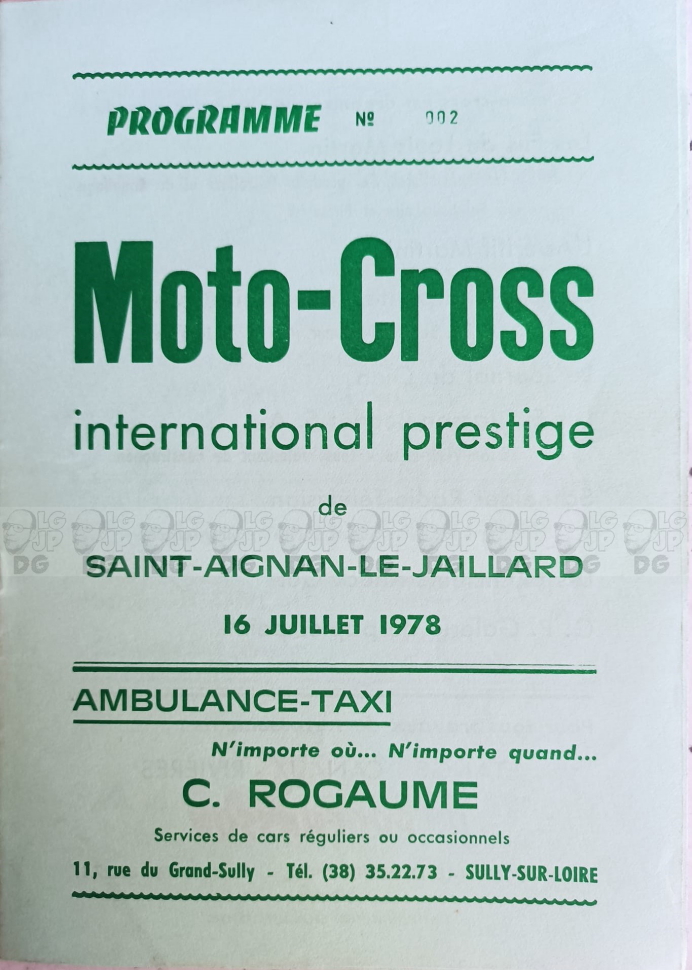 PROGRAMME Nº 002
Moto-Cross
international prestige
de
SAINT-AIGNAN-LE-JAILLARD
16 JUILLET 1978
AMBULANCE-TAXI
N'importe où... N'importe quand...
C. ROGAUME
Services de cars réguliers ou occasionnels
11, rue du Grand-Sully - Tél. (38) 35.22.73 - SULLY-SUR-LOIRE